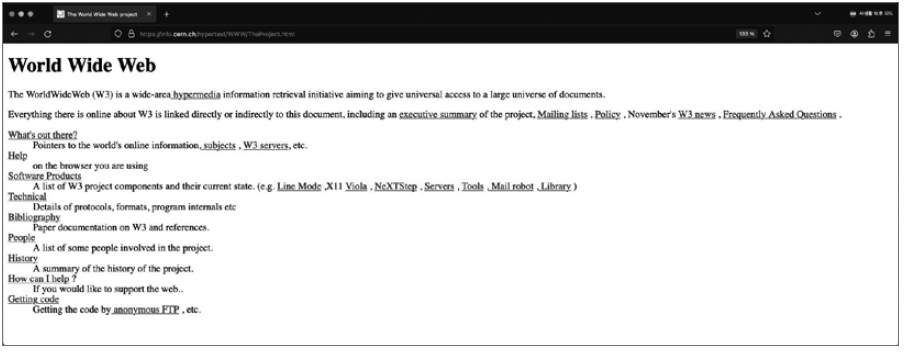 The World Wide Web project
사생활 보호 모드
https://info.cern.ch/hypertext/WWW/TheProject.html
World Wide Web
The WorldWideWeb (W3) is a wide-area hypermedia information retrieval initiative aiming to give universal access to a large universe of documents.
Everything there is online about W3 is linked directly or indirectly to this document, including an executive summary of the project, Mailing lists , Policy , November's W3 news , Frequently Asked Questions .
What's out there?
Pointers to the world's online information, subjects , W3 servers, etc.
Help
on the browser you are using
Software Products
A list of W3 project components and their current state. (e.g. Line Mode ,X11 Viola , NeXTStep , Servers , Tools , Mail robot , Library )
Technical
Details of protocols, formats, program internals etc
Bibliography
Paper documentation on W3 and references.
People
A list of some people involved in the project.
History
A summary of the history of the project.
How can I help ?
If you would like to support the web..
Getting code
Getting the code by anonymous FTP , etc.